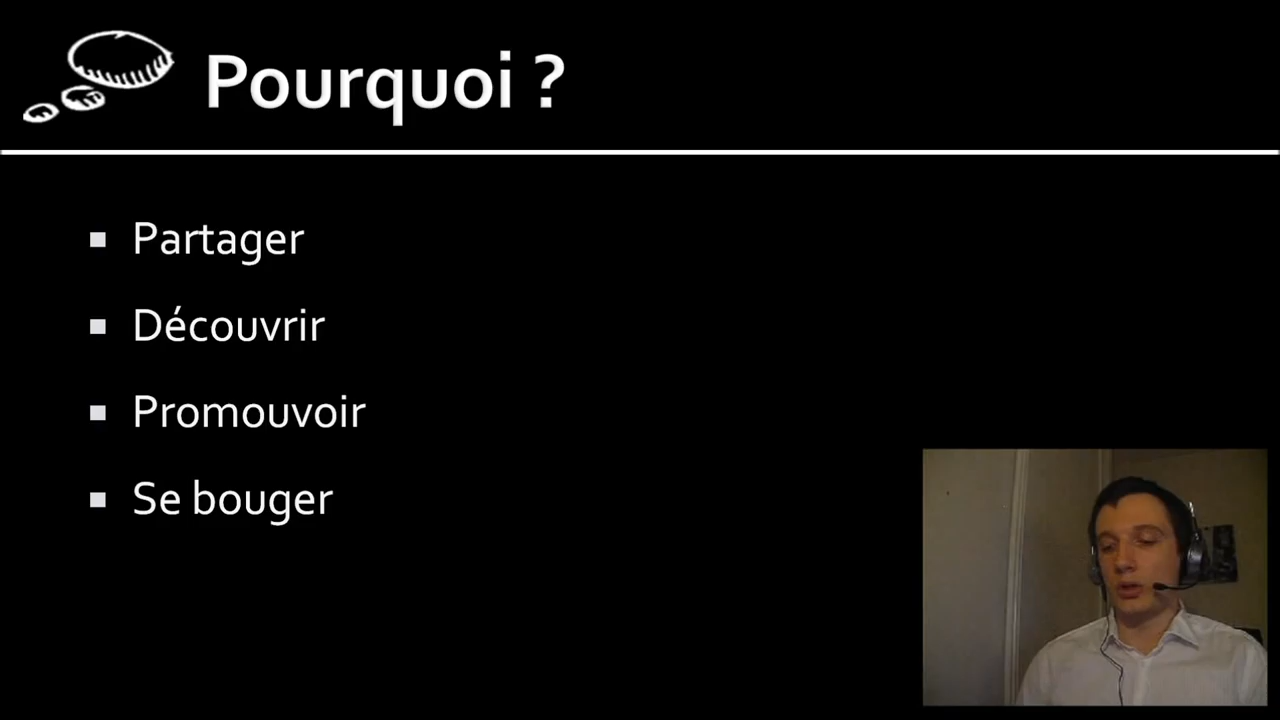 Pourquoi ?
Partager
Découvrir
Promouvoir
Se bouger